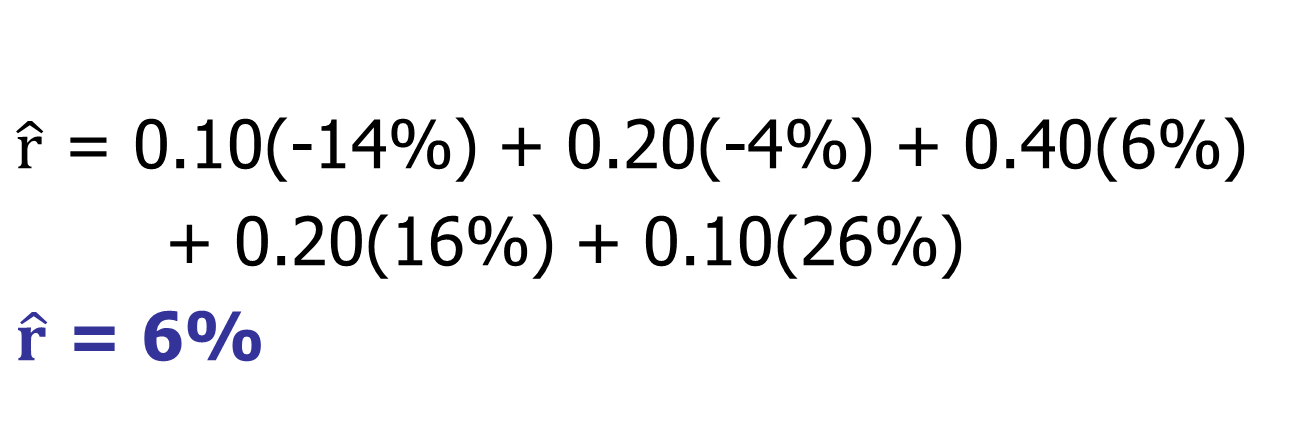 r̂ = 0.10(-14%) + 0.20(-4%) + 0.40(6%)
+ 0.20(16%) + 0.10(26%)
r̂ = 6%